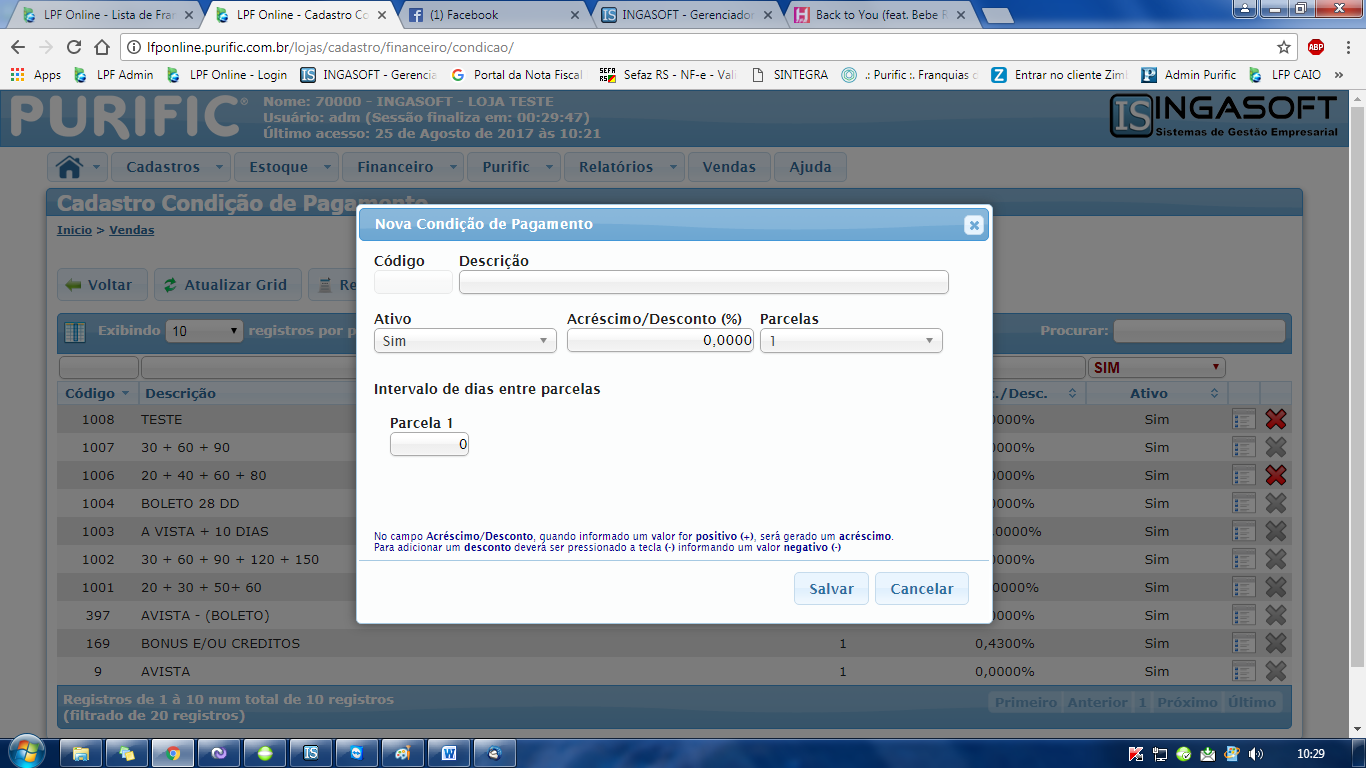 LPF Online - Lista de Fran
LPF Online - Cadastro Co
(1) Facebook
INGASOFT - Gerenciador
Back to You (feat. Bebe R
lfponline.purific.com.br/lojas/cadastro/financeiro/condicao/
ABP
Apps
LPF Admin
LPF Online - Login
INGASOFT - Gerencia
Portal da Nota Fiscal
Sefaz RS - NF-e - Vali
SINTEGRA
.: Purific :. Franquias c
Entrar no cliente Zim
Admin Purific
LFP CAIO
»
PURIFIC®
Nome: 70000 - INGASOFT - LOJA TESTE
Usuário: adm (Sessão finaliza em: 00:29:47)
Último acesso: 25 de Agosto de 2017 às 10:21
IS INGASOFT
Sistemas de Gestão Empresarial
Cadastros
Estoque
Financeiro
Purific
Relatórios
Vendas
Ajuda
Cadastro Condição de Pagamento
Inicio > Vendas
Voltar
Atualizar Grid
Re
Exibindo 10 registros por p
Procurar:
SIM
Código
Descrição
./Desc.
Ativo
1008 TESTE 0000% Sim
1007 30 + 60 + 90 0000% Sim
1006 20 + 40 + 60 + 80 0000% Sim
1004 BOLETO 28 DD 0000% Sim
1003 A VISTA + 10 DIAS 0000% Sim
1002 30 + 60 + 90 + 120 + 150 0000% Sim
1001 20 + 30 + 50+ 60 0000% Sim
397 AVISTA - (BOLETO) 0000% Sim
169 BONUS E/OU CREDITOS 1 0,4300% Sim
9 AVISTA 1 0,0000% Sim
Registros de 1 à 10 num total de 10 registros
(filtrado de 20 registros)
Primeiro Anterior 1 Próximo Último
Nova Condição de Pagamento
Código
Descrição
Ativo
Acréscimo/Desconto (%)
Parcelas
Sim
0,0000
1
Intervalo de dias entre parcelas
Parcela 1
0
No campo Acréscimo/Desconto, quando informado um valor for positivo (+), será gerado um acréscimo.
Para adicionar um desconto deverá ser pressionado a tecla (-) informando um valor negativo (-)
Salvar
Cancelar
10:29